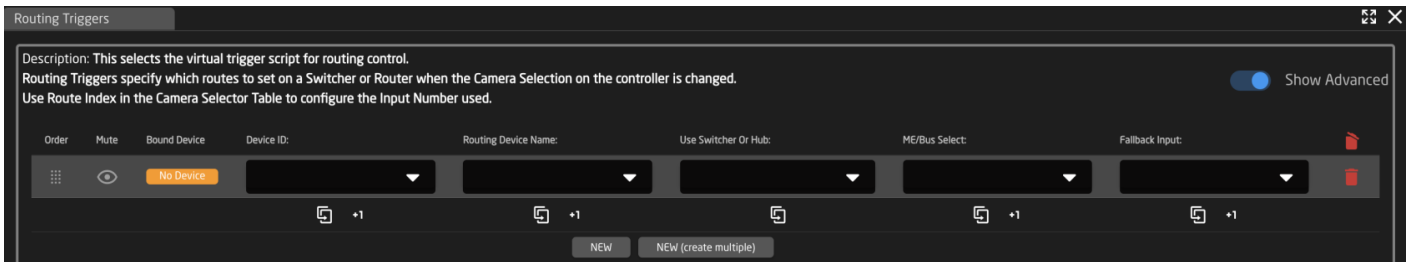 Routing Triggers
Description: This selects the virtual trigger script for routing control.
Routing Triggers specify which routes to set on a Switcher or Router when the Camera Selection on the controller is changed.
Use Route Index in the Camera Selector Table to configure the Input Number used.
Show Advanced
Order Mute Bound Device Device ID: Routing Device Name: Use Switcher Or Hub: ME/Bus Select: Fallback Input:
No Device
+1 +1 +1 +1
NEW NEW (create multiple)